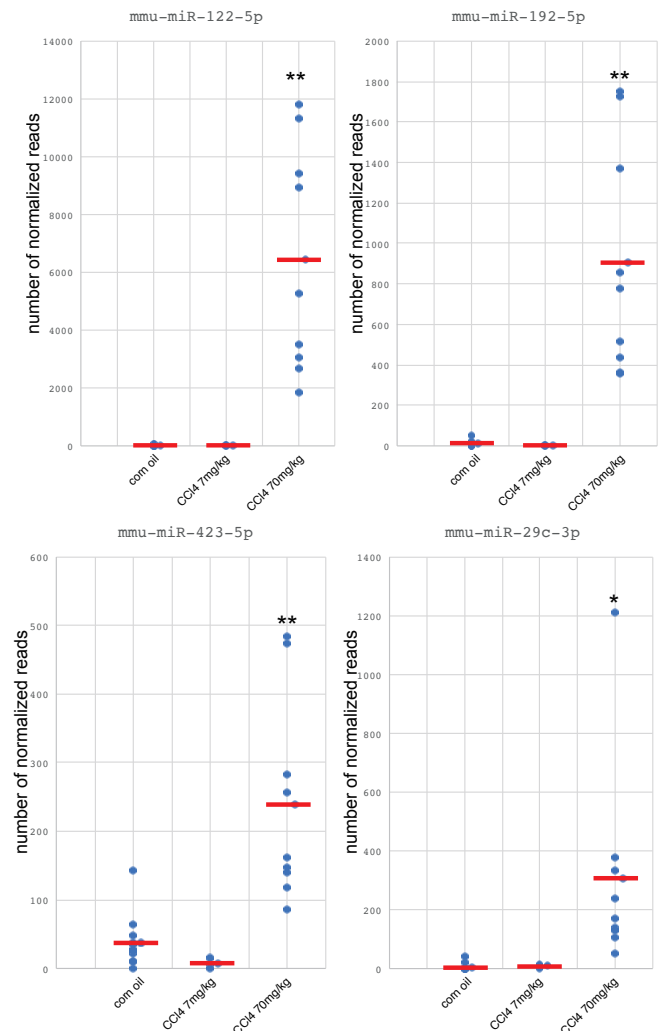 mmu-miR-122-5p
number of normalized reads
14000
12000
10000
8000
6000
4000
2000
0
**
corn oil
CCl4 7mg/kg
CCl4 70mg/kg
mmu-miR-192-5p
number of normalized reads
2000
1800
1600
1400
1200
1000
800
600
400
200
0
**
corn oil
CCl4 7mg/kg
CCl4 70mg/kg
mmu-miR-423-5p
number of normalized reads
600
500
400
300
200
100
0
**
corn oil
CCl4 7mg/kg
CCl4 70mg/kg
mmu-miR-29c-3p
number of normalized reads
1400
1200
1000
800
600
400
200
0
*
corn oil
CCl4 7mg/kg
CCl4 70mg/kg